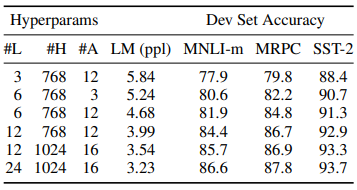 Hyperparams Dev Set Accuracy
#L #H #A LM (ppl) MNLI-m MRPC SST-2
3 768 12 5.84 77.9 79.8 88.4
6 768 3 5.24 80.6 82.2 90.7
6 768 12 4.68 81.9 84.8 91.3
12 768 12 3.99 84.4 86.7 92.9
12 1024 16 3.54 85.7 86.9 93.3
24 1024 16 3.23 86.6 87.8 93.7